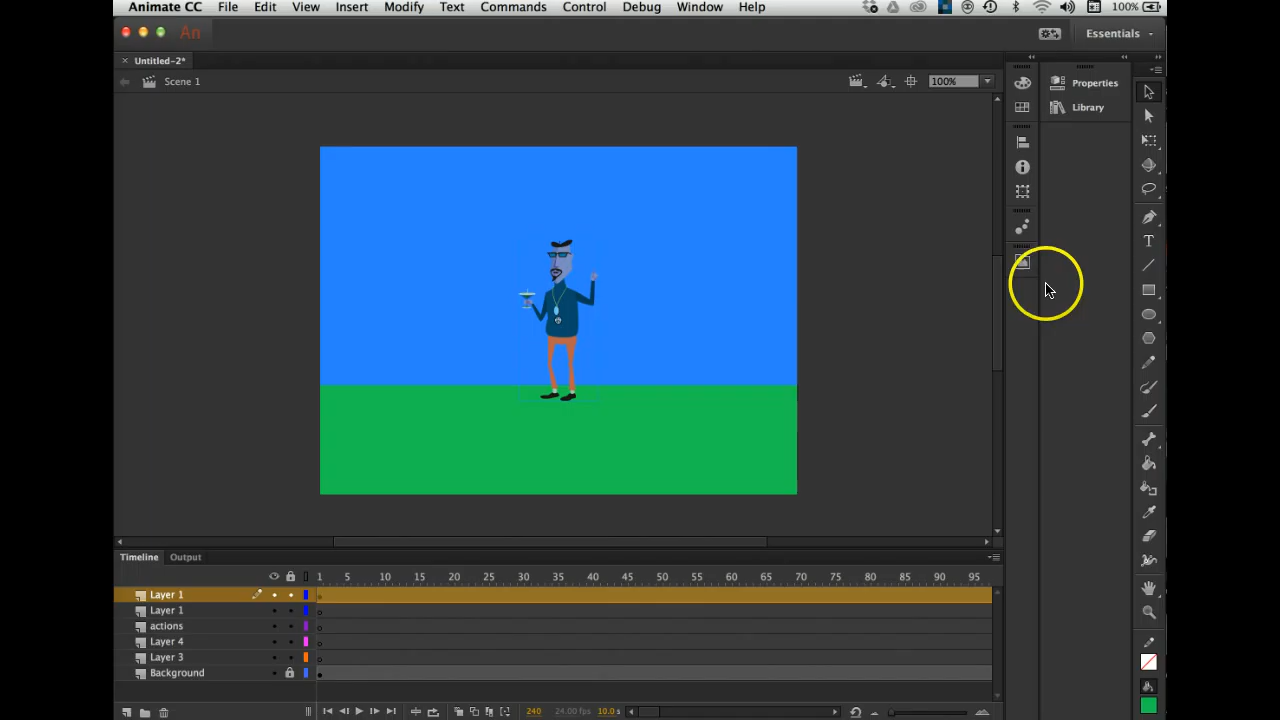 Animate CC File Edit View Insert Modify Text Commands Control Debug Window Help 100%
An Essentials
× Untitled-2*
Scene 1 100%
Properties
Library
Timeline Output
1 5 10 15 20 25 30 35 40 45 50 55 60 65 70 75 80 85 90 95
Layer 1
Layer 1
actions
Layer 4
Layer 3
Background
240 24.00 fps 10.0 s